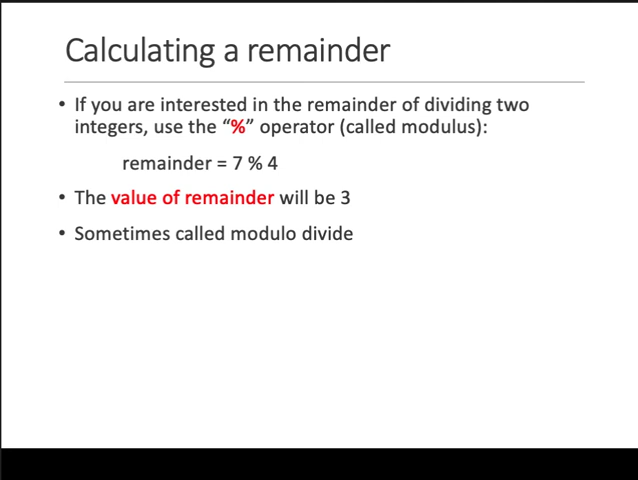 Calculating a remainder
• If you are interested in the remainder of dividing two
integers, use the “%” operator (called modulus):
remainder = 7 % 4
• The value of remainder will be 3
• Sometimes called modulo divide